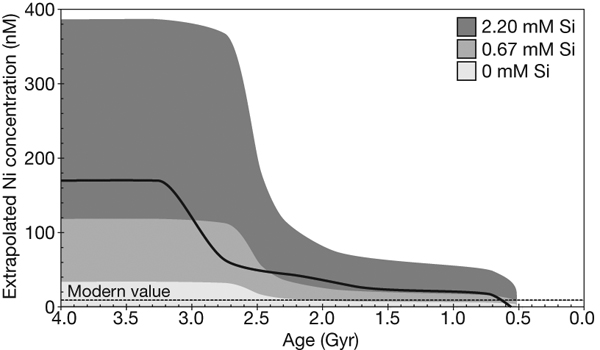 Extrapolated Ni concentration (nM)
400
300
200
100
0
2.20 mM Si
0.67 mM Si
0 mM Si
Modern value
4.0 3.5 3.0 2.5 2.0 1.5 1.0 0.5 0.0
Age (Gyr)